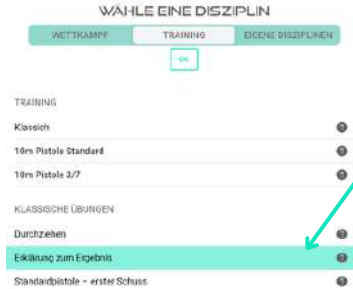 WÄHLE EINE DISZIPLIN
WETTKAMPF TRAINING EIGENE DISZIPLINEN
OK
TRAINING
Klassich
10m Pistole Standard
10m Pistole 3/7
KLASSISCHE ÜBUNGEN
Durchziehen
Erklärung zum Ergebnis
Standardpistole – erster Schuss